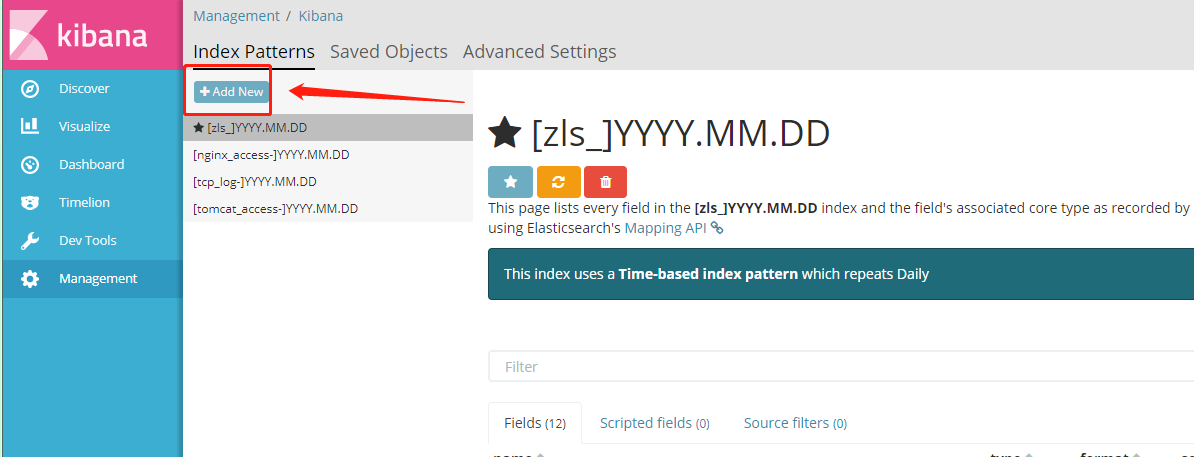 kibana
Discover
Visualize
Dashboard
Timelion
Dev Tools
Management
Management / Kibana
Index Patterns Saved Objects Advanced Settings
Add New
[zls_]YYYY.MM.DD
[nginx_access-]YYYY.MM.DD
[tcp_log-]YYYY.MM.DD
[tomcat_access-]YYYY.MM.DD
[zls_]YYYY.MM.DD
This page lists every field in the [zls_]YYYY.MM.DD index and the field's associated core type as recorded by
using Elasticsearch's Mapping API
This index uses a Time-based index pattern which repeats Daily
Filter
Fields (12) Scripted fields (0) Source filters (0)
name type format